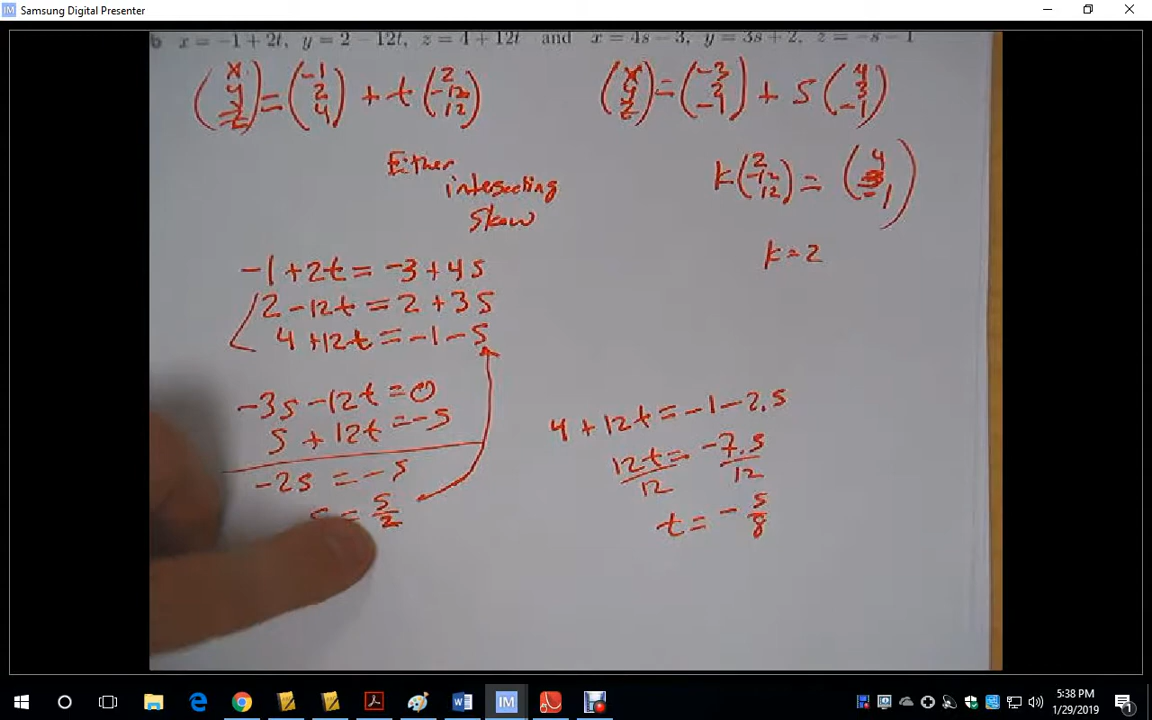 Samsung Digital Presenter
b x = -1 + 2t, y = 2 - 12t, z = 4 + 12t and x = 4s - 3, y = 3s + 2, z = -s - 1
(x y z) = (-1 2 4) + t (2 -12 12)
(x y z) = (-3 2 -1) + s (4 3 -1)
Either
intersecting
skew
k (2 -12 12) = (4 3 -1)
k = 2
-1 + 2t = -3 + 4s
2 - 12t = 2 + 3s
4 + 12t = -1 - s
-3s - 12t = 0
s + 12t = -5
-2s = -5
= 5/2
4 + 12t = -1 - 2.5
12t/12 = -7.5/12
t = - 5/8
5:38 PM
1/29/2019